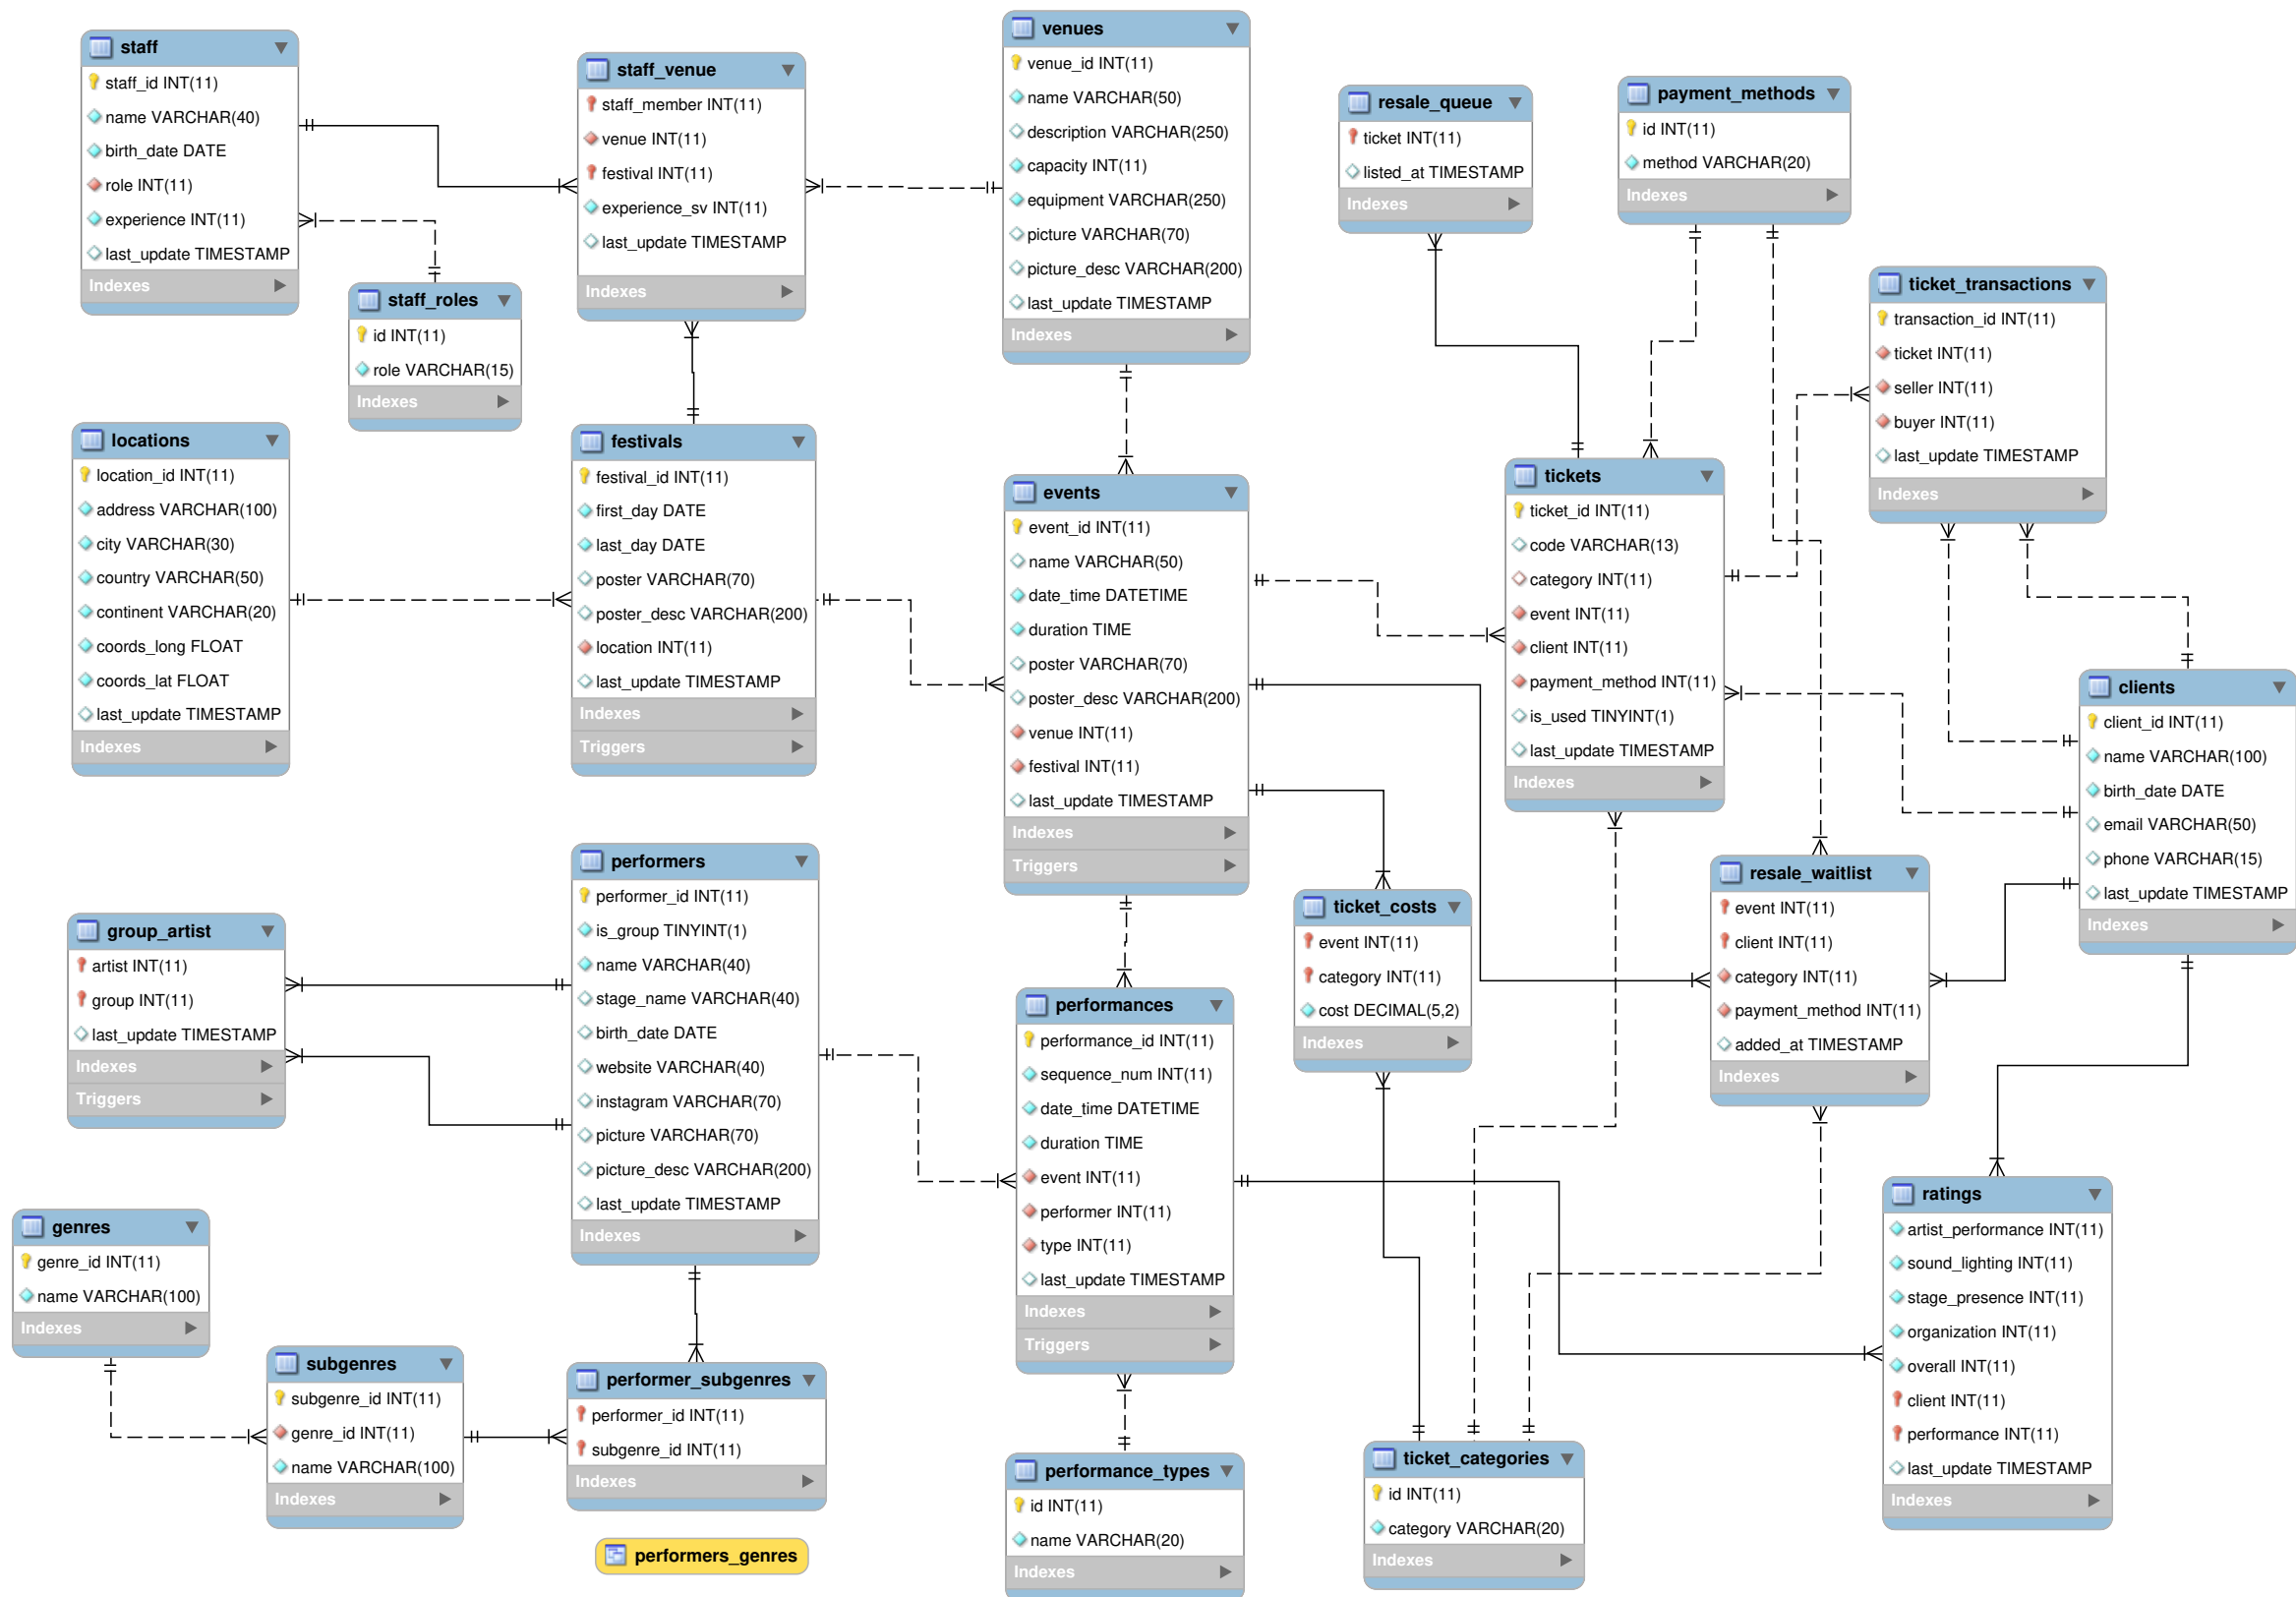 staff
staff_id INT(11)
name VARCHAR(40)
birth_date DATE
role INT(11)
experience INT(11)
last_update TIMESTAMP
Indexes
staff_roles
id INT(11)
role VARCHAR(15)
Indexes
staff_venue
staff_member INT(11)
venue INT(11)
festival INT(11)
experience_sv INT(11)
last_update TIMESTAMP
Indexes
venues
venue_id INT(11)
name VARCHAR(50)
description VARCHAR(250)
capacity INT(11)
equipment VARCHAR(250)
picture VARCHAR(70)
picture_desc VARCHAR(200)
last_update TIMESTAMP
Indexes
resale_queue
ticket INT(11)
listed_at TIMESTAMP
Indexes
payment_methods
id INT(11)
method VARCHAR(20)
Indexes
ticket_transactions
transaction_id INT(11)
ticket INT(11)
seller INT(11)
buyer INT(11)
last_update TIMESTAMP
Indexes
locations
location_id INT(11)
address VARCHAR(100)
city VARCHAR(30)
country VARCHAR(50)
continent VARCHAR(20)
coords_long FLOAT
coords_lat FLOAT
last_update TIMESTAMP
Indexes
festivals
festival_id INT(11)
first_day DATE
last_day DATE
poster VARCHAR(70)
poster_desc VARCHAR(200)
location INT(11)
last_update TIMESTAMP
Indexes
Triggers
events
event_id INT(11)
name VARCHAR(50)
date_time DATETIME
duration TIME
poster VARCHAR(70)
poster_desc VARCHAR(200)
venue INT(11)
festival INT(11)
last_update TIMESTAMP
Indexes
Triggers
tickets
ticket_id INT(11)
code VARCHAR(13)
category INT(11)
event INT(11)
client INT(11)
payment_method INT(11)
is_used TINYINT(1)
last_update TIMESTAMP
Indexes
clients
client_id INT(11)
name VARCHAR(100)
birth_date DATE
email VARCHAR(50)
phone VARCHAR(15)
last_update TIMESTAMP
Indexes
group_artist
artist INT(11)
group INT(11)
last_update TIMESTAMP
Indexes
Triggers
performers
performer_id INT(11)
is_group TINYINT(1)
name VARCHAR(40)
stage_name VARCHAR(40)
birth_date DATE
website VARCHAR(40)
instagram VARCHAR(70)
picture VARCHAR(70)
picture_desc VARCHAR(200)
last_update TIMESTAMP
Indexes
performances
performance_id INT(11)
sequence_num INT(11)
date_time DATETIME
duration TIME
event INT(11)
performer INT(11)
type INT(11)
last_update TIMESTAMP
Indexes
Triggers
ticket_costs
event INT(11)
category INT(11)
cost DECIMAL(5,2)
Indexes
resale_waitlist
event INT(11)
client INT(11)
category INT(11)
payment_method INT(11)
added_at TIMESTAMP
Indexes
ratings
artist_performance INT(11)
sound_lighting INT(11)
stage_presence INT(11)
organization INT(11)
overall INT(11)
client INT(11)
performance INT(11)
last_update TIMESTAMP
Indexes
genres
genre_id INT(11)
name VARCHAR(100)
Indexes
subgenres
subgenre_id INT(11)
genre_id INT(11)
name VARCHAR(100)
Indexes
performer_subgenres
performer_id INT(11)
subgenre_id INT(11)
Indexes
performers_genres
performance_types
id INT(11)
name VARCHAR(20)
Indexes
ticket_categories
id INT(11)
category VARCHAR(20)
Indexes